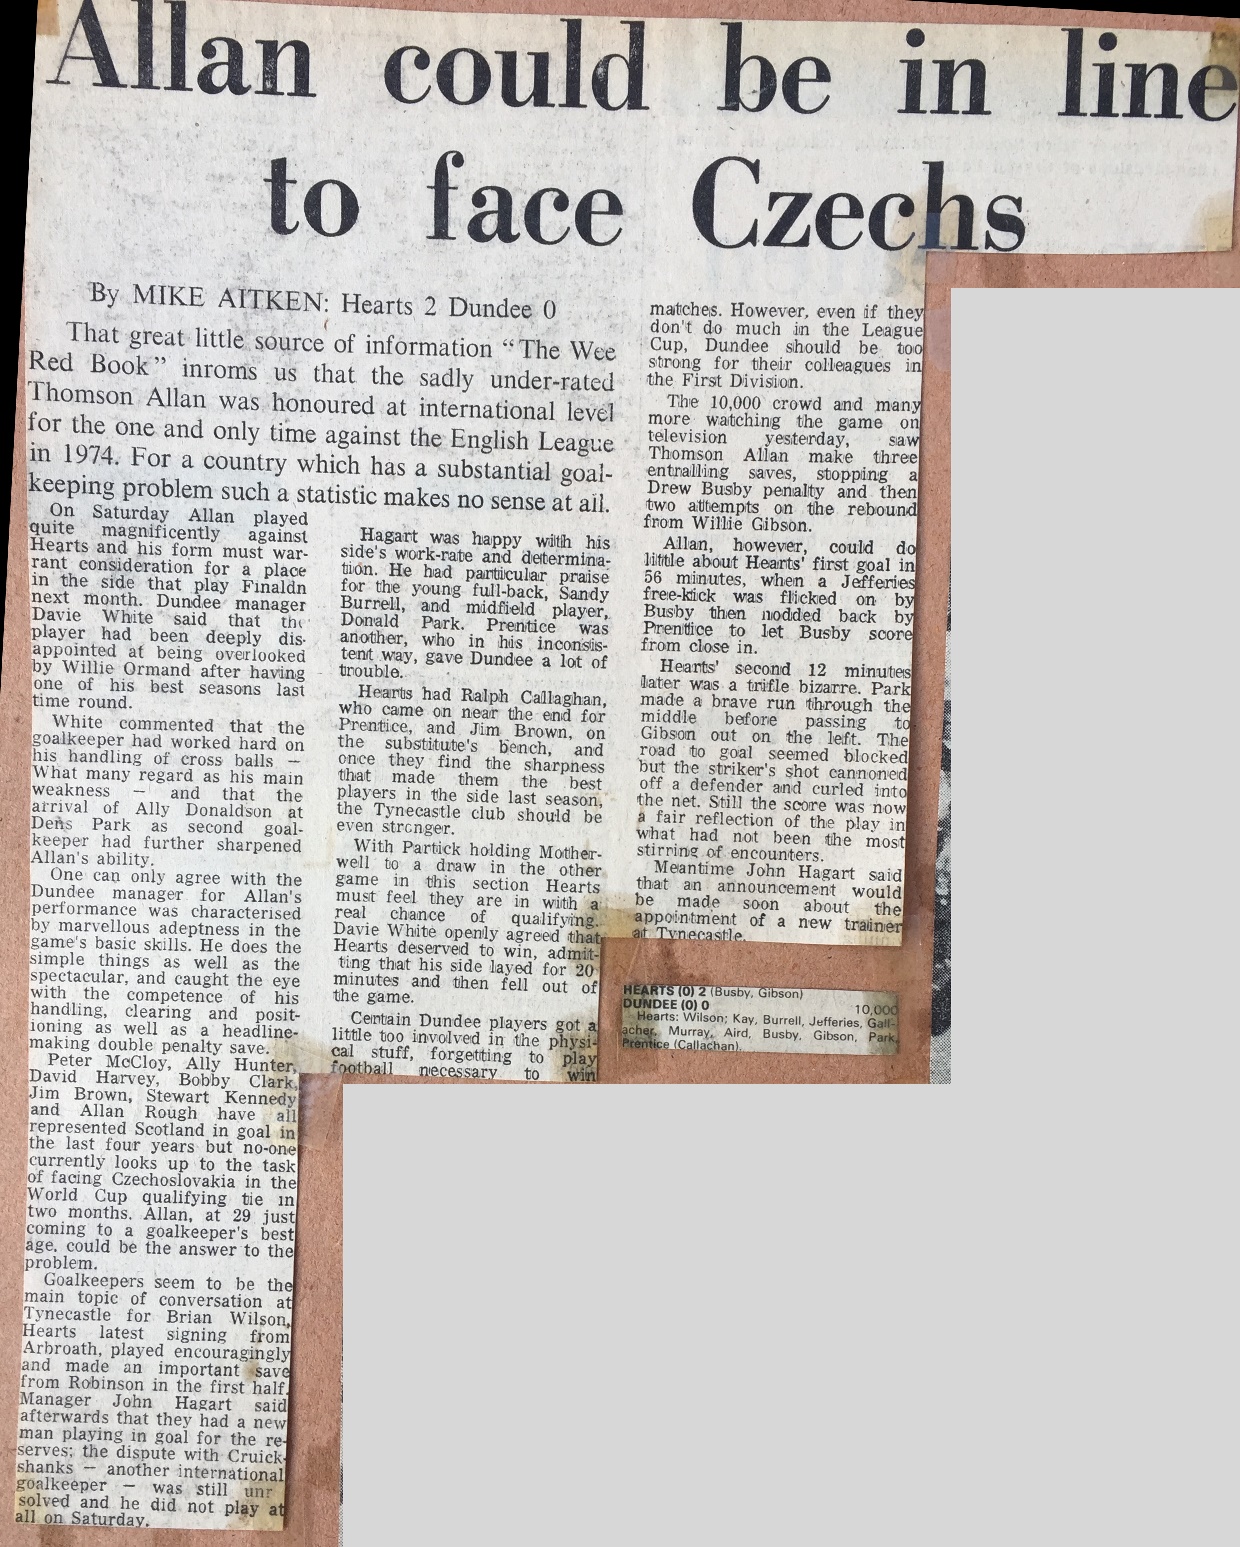 Allan could be in line
to face Czechs
By MIKE AITKEN: Hearts 2 Dundee 0
That great little source of information “The Wee
Red Book” inroms us that the sadly under-rated
Thomson Allan was honoured at international level
for the one and only time against the English League
in 1974. For a country which has a substantial goal-
keeping problem such a statistic makes no sense at all.
On Saturday Allan played
quite magnificently against
Hearts and his form must war-
rant consideration for a place
in the side that play Finaldn
next month. Dundee manager
Davie White said that the
player had been deeply dis-
appointed at being overlooked
by Willie Ormand after having
one of his best seasons last
time round.
White commented that the
goalkeeper had worked hard on
his handling of cross balls —
What many regard as his main
weakness — and that the
arrival of Ally Donaldson at
Dens Park as second goal-
keeper had further sharpened
Allan's ability.
One can only agree with the
Dundee manager for Allan's
performance was characterised
by marvellous adeptness in the
game's basic skills. He does the
simple things as well as the
spectacular, and caught the eye
with the competence of his
handling, clearing and posit-
ioning as well as a headline-
making double penalty save.
Peter McCloy, Ally Hunter,
David Harvey, Bobby Clark,
Jim Brown, Stewart Kennedy
and Allan Rough have all
represented Scotland in goal in
the last four years but no-one
currently looks up to the task
of facing Czechoslovakia in the
World Cup qualifying tie in
two months. Allan, at 29 just
coming to a goalkeeper's best
age. could be the answer to the
problem.
Goalkeepers seem to be the
main topic of conversation at
Tynecastle for Brian Wilson,
Hearts latest signing from
Arbroath, played encouragingly
and made an important save
from Robinson in the first half.
Manager John Hagart said
afterwards that they had a new
man playing in goal for the re-
serves; the dispute with Cruick-
shanks — another international
goalkeeper — was still unr
solved and he did not play at
all on Saturday.
Hagart was happy with his
side's work-rate and determina-
tion. He had particular praise
for the young full-back, Sandy
Burrell, and midfield player,
Donald Park. Prentice was
another, who in his inconsis-
tent way, gave Dundee a lot of
trouble.
Hearts had Ralph Callaghan,
who came on near the end for
Prentice, and Jim Brown, on
the substitute's bench, and
once they find the sharpness
that made them the best
players in the side last season,
the Tynecastle club should be
even stronger.
With Partick holding Mother-
well to a draw in the other
game in this section Hearts
must feel they are in with a
real chance of qualifying.
Davie White openly agreed that
Hearts deserved to win, admit-
ting that his side layed for 20
minutes and then fell out of
the game.
Centain Dundee players got a
little too involved in the physi-
cal stuff, forgetting to play
football necessary to win
matches. However, even if they
don't do much in the League
Cup, Dundee should be too
strong for their colleagues in
the First Division.
The 10,000 crowd and many
more watching the game on
television yesterday, saw
Thomson Allan make three
entralling saves, stopping a
Drew Busby penalty and then
two attempts on the rebound
from Willie Gibson.
Allan, however, could do
little about Hearts' first goal in
56 minutes, when a Jefferies
free-kick was flicked on by
Busby then nodded back by
Prentice to let Busby score
from close in.
Hearts' second 12 minutes
later was a trifle bizarre. Park
made a brave run through the
middle before passing to
Gibson out on the left. The
road to goal seemed blocked
but the striker's shot cannoned
off a defender and curled into
the net. Still the score was now
a fair reflection of the play in
what had not been the most
stirring of encounters.
Meantime John Hagart said
that an announcement would
be made soon about the
appointment of a new trainer
at Tynecastle.
HEARTS (0) 2 (Busby, Gibson)
DUNDEE (0) 0 10,000
Hearts: Wilson; Kay, Burrell, Jefferies, Gall-
acher, Murray, Aird, Busby, Gibson, Park,
Prentice (Callachan).